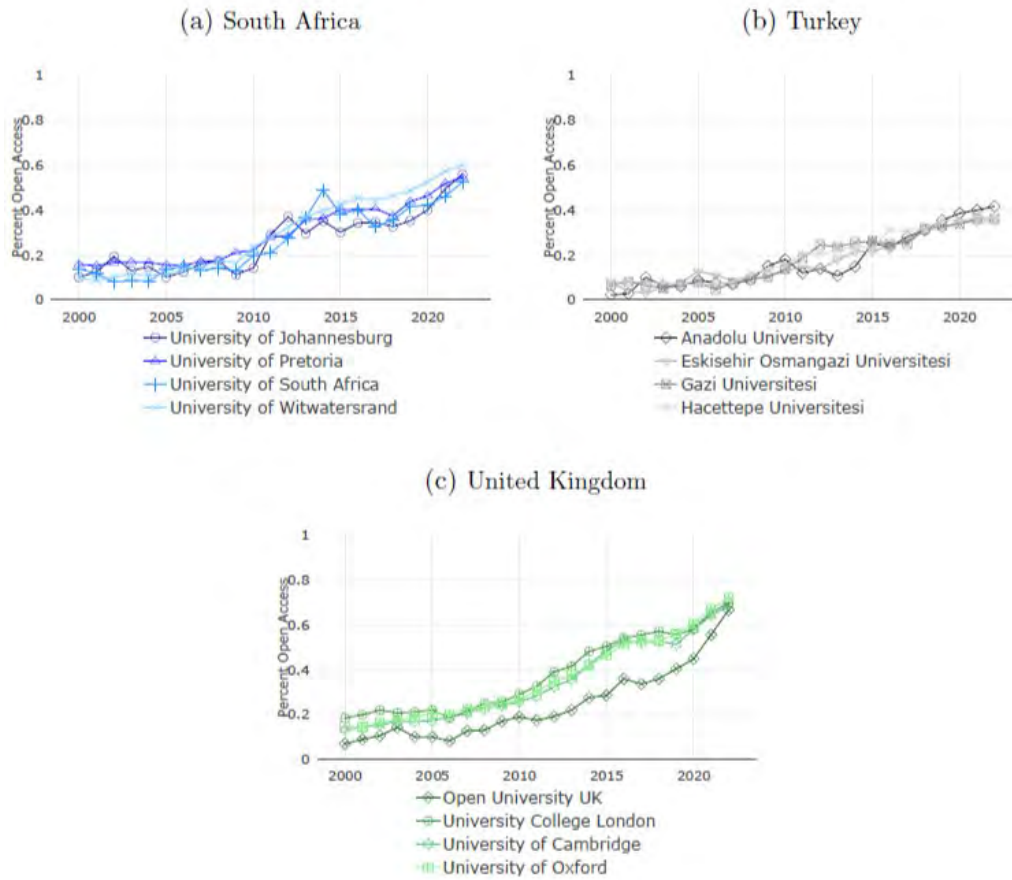 (a) South Africa
Percent Open Access
1
0.8
0.6
0.4
0.2
0
2000 2005 2010 2015 2020
University of Johannesburg
University of Pretoria
University of South Africa
University of Witwatersrand
(b) Turkey
Percent Open Access
1
0.8
0.6
0.4
0.2
0
2000 2005 2010 2015 2020
Anadolu University
Eskisehir Osmangazi Universitesi
Gazi Universitesi
Hacettepe Universitesi
(c) United Kingdom
Percent Open Access
1
0.8
0.6
0.4
0.2
0
2000 2005 2010 2015 2020
Open University UK
University College London
University of Cambridge
University of Oxford